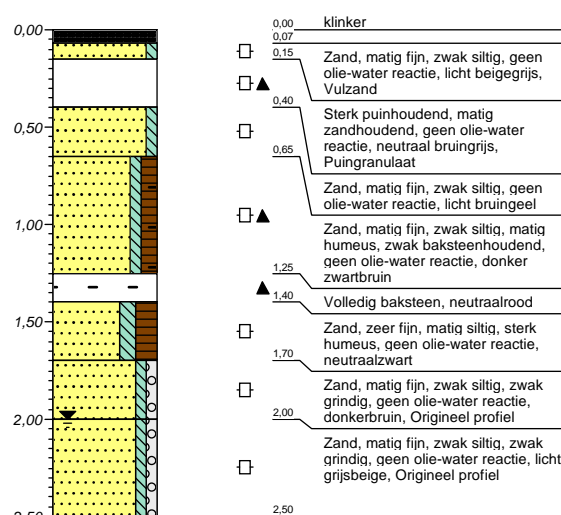 0,00
0,50
1,00
1,50
2,00
2,50
0,00 klinker
0,07
0,15 Zand, matig fijn, zwak siltig, geen
olie-water reactie, licht beigegrijs,
Vulzand
0,40 Sterk puinhoudend, matig
zandhoudend, geen olie-water
reactie, neutraal bruingrijs,
Puingranulaat
0,65 Zand, matig fijn, zwak siltig, geen
olie-water reactie, licht bruingeel
Zand, matig fijn, zwak siltig, matig
humeus, zwak baksteenhoudend,
geen olie-water reactie, donker
zwartbruin
1,25
1,40 Volledig baksteen, neutraalrood
Zand, zeer fijn, matig siltig, sterk
humeus, geen olie-water reactie,
neutraalzwart
1,70
Zand, matig fijn, zwak siltig, zwak
grindig, geen olie-water reactie,
donkerbruin, Origineel profiel
2,00
Zand, matig fijn, zwak siltig, zwak
grindig, geen olie-water reactie, licht
grijsbeige, Origineel profiel
2,50